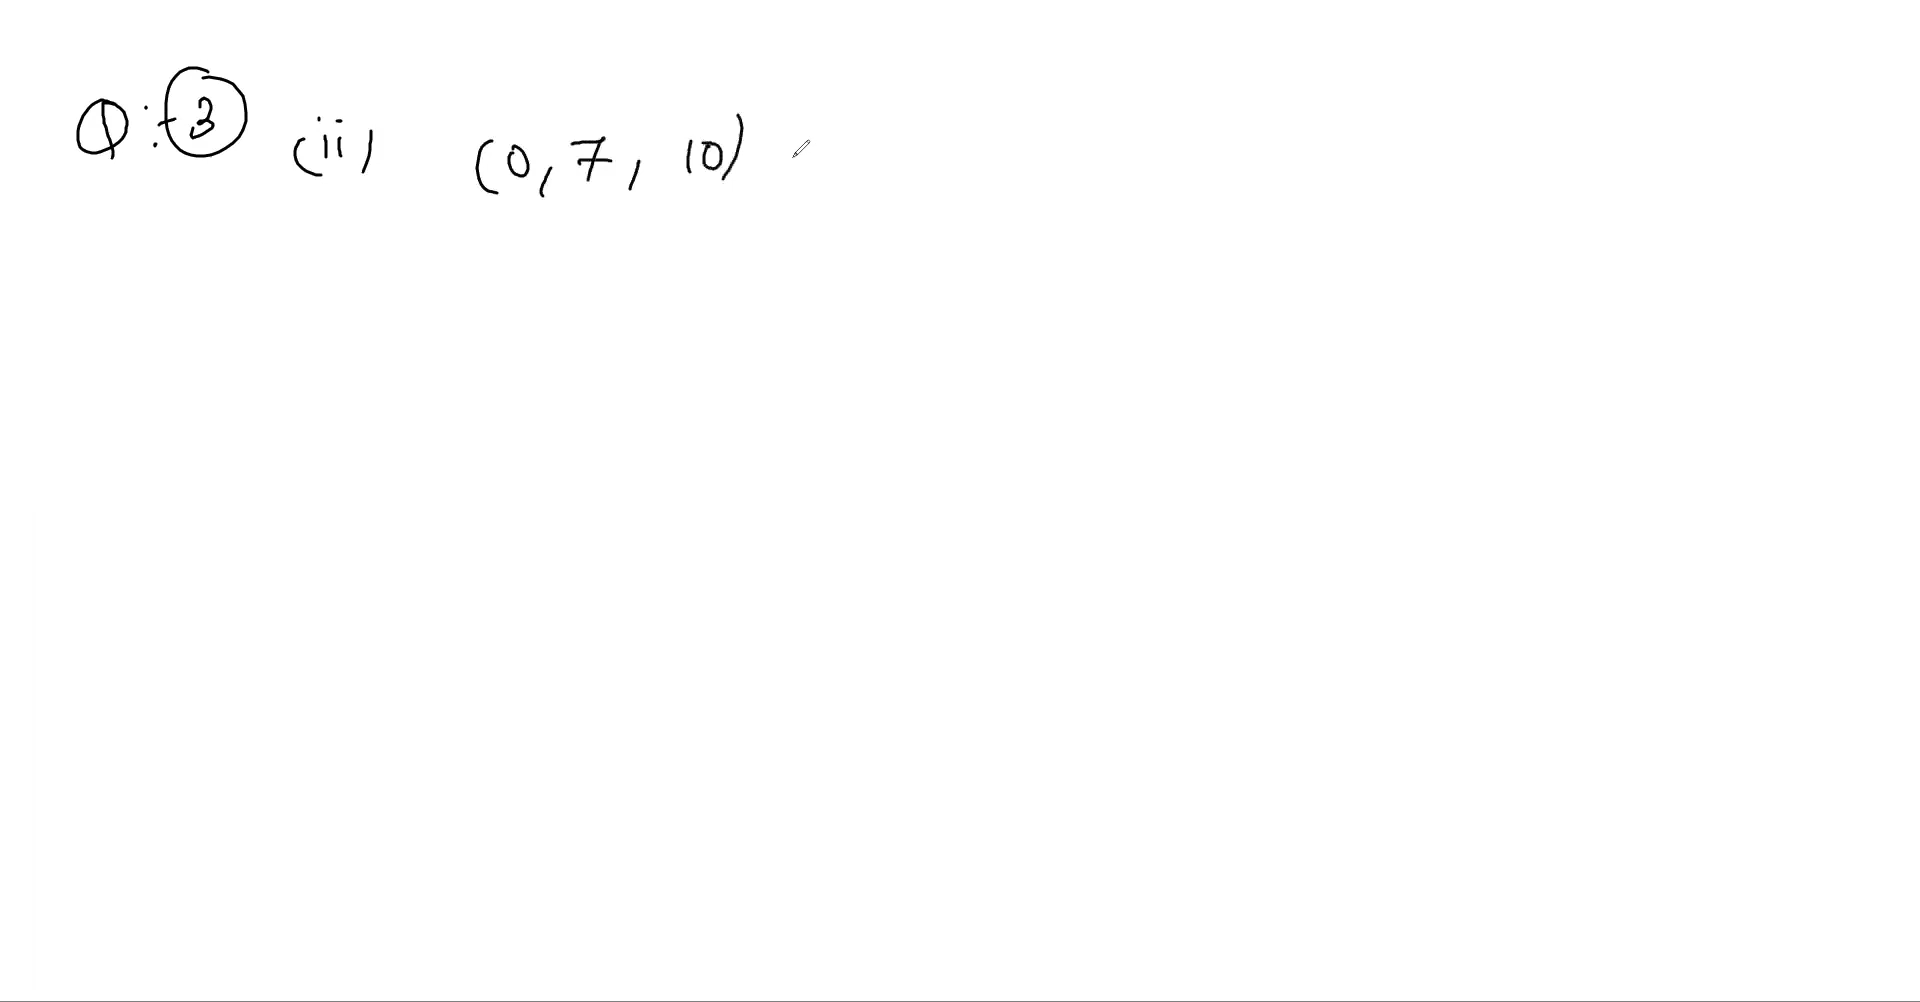 Q:- 3 (ii) (0, 7, 10)